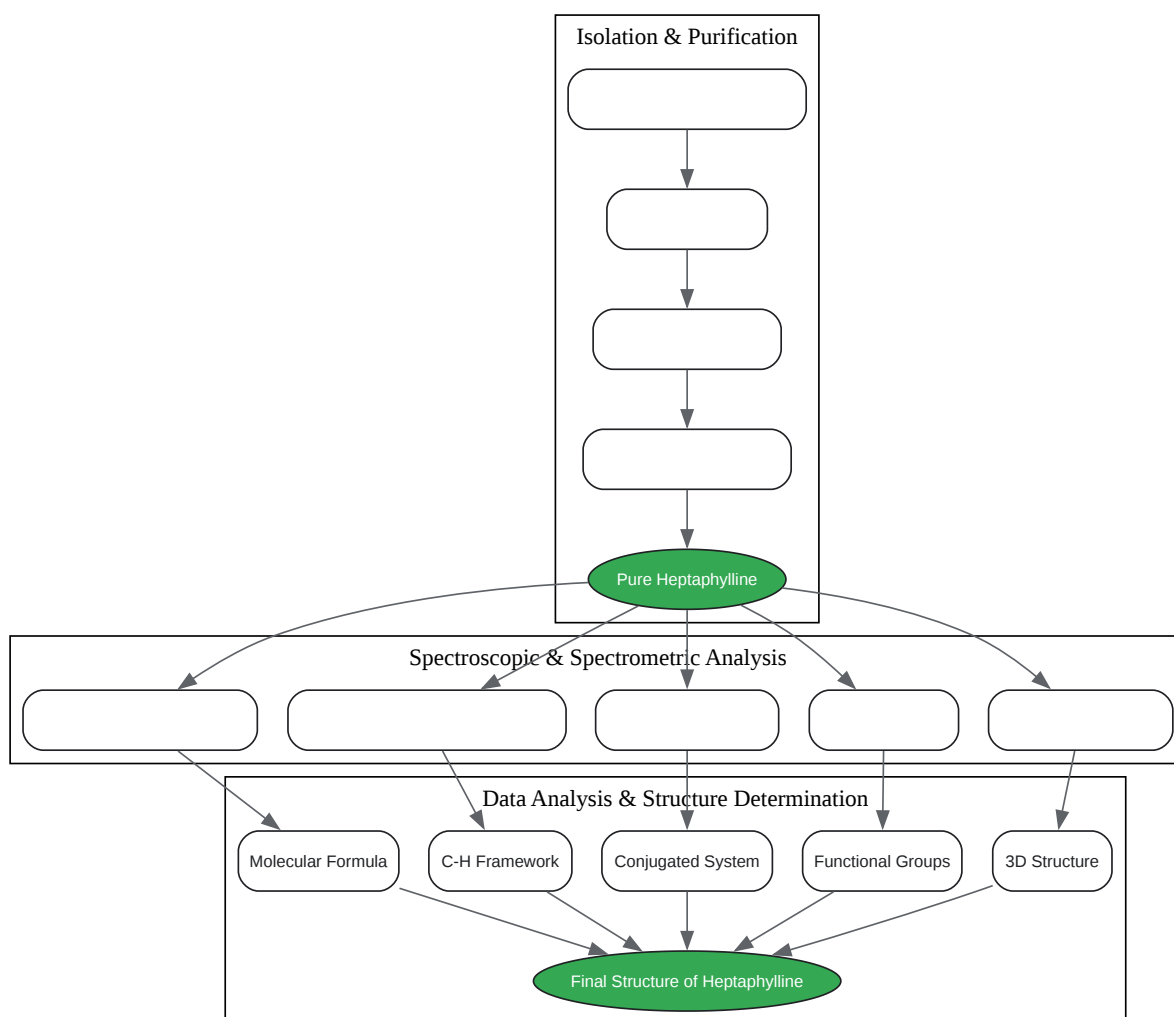 Isolation & Purification
Pure Heptaphylline
Spectroscopic & Spectrometric Analysis
Data Analysis & Structure Determination
Molecular Formula
C-H Framework
Conjugated System
Functional Groups
3D Structure
Final Structure of Heptaphylline